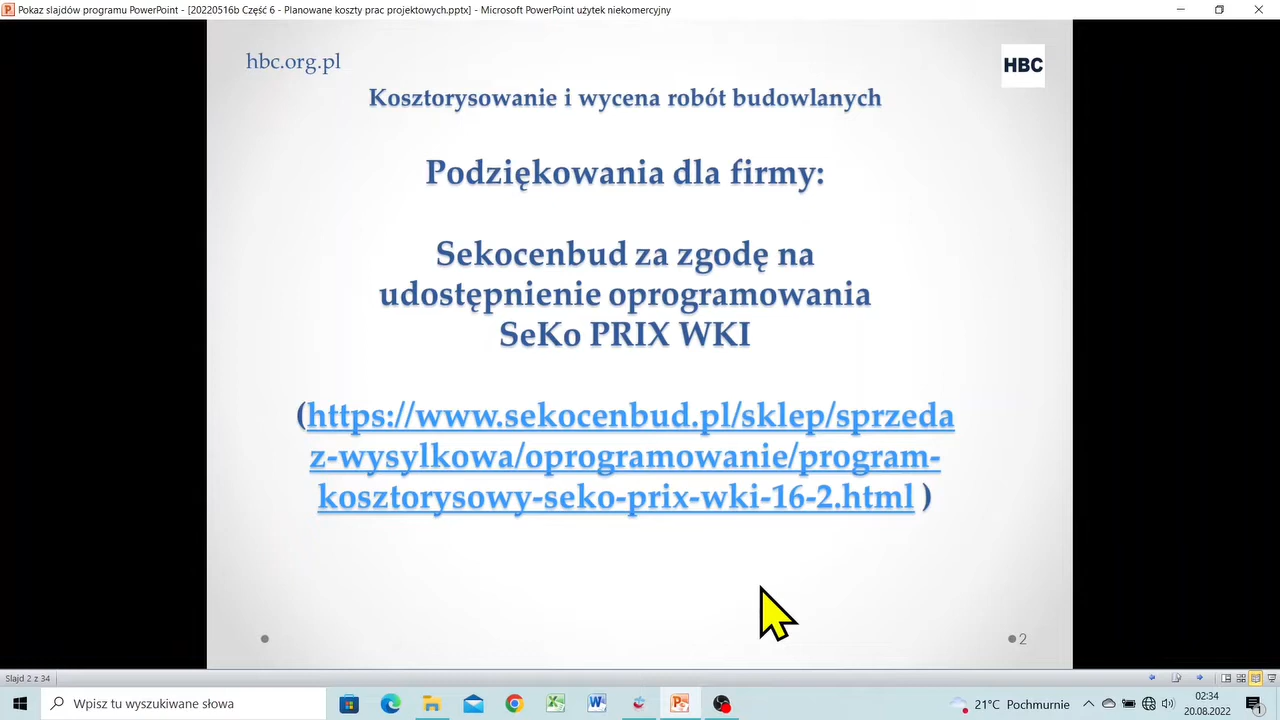 Pokaz slajdów programu PowerPoint - [20220516b Część 6 - Planowane koszty prac projektowych.pptx] - Microsoft PowerPoint użytek niekomercyjny
hbc.org.pl
HBC
Kosztorysowanie i wycena robót budowlanych
Podziękowania dla firmy:
Sekocenbud za zgodę na
udostępnienie oprogramowania
SeKo PRIX WKI
(https://www.sekocenbud.pl/sklep/sprzeda
z-wysylkowa/oprogramowanie/program-
kosztorysowy-seko-prix-wki-16-2.html )
2
Slajd 2 z 34
Wpisz tu wyszukiwane słowa
21°C Pochmurnie
02:34
20.08.2022
1